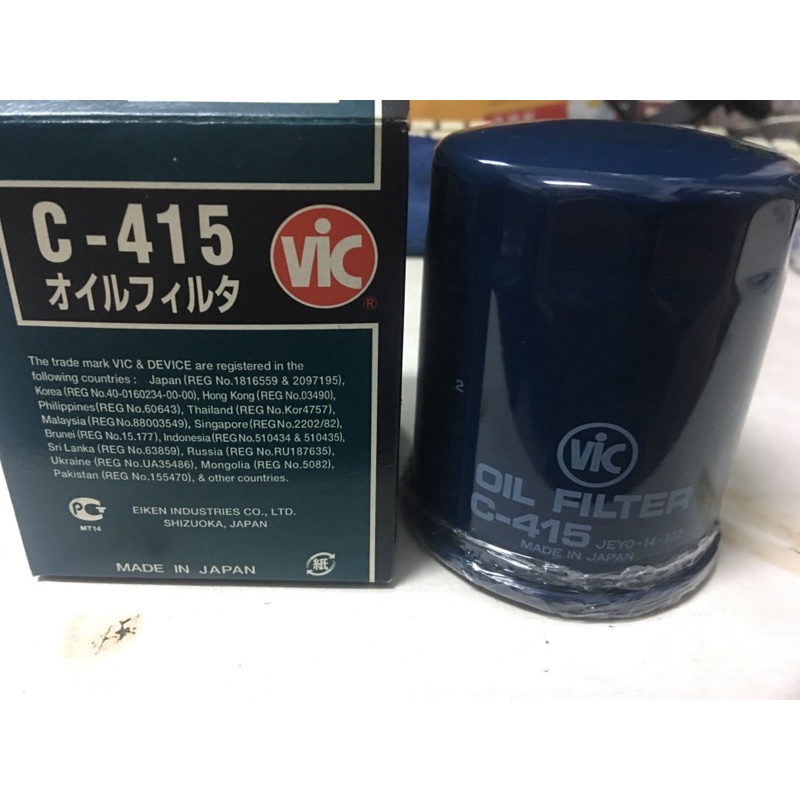 C-415
オイルフィルタ
VIC
®
The trade mark VIC & DEVICE are registered in the
following countries : Japan (REG No.1816559 & 2097195),
Korea (REG No.40-0160234-00-00), Hong Kong (REG No.03490),
Philippines (REG No.60643), Thailand (REG No.Kor4757),
Malaysia (REG No.88003549), Singapore (REG No.2202/82),
Brunei (REG No.15.177), Indonesia (REG No.510434 & 510435),
Sri Lanka (REG No.63859), Russia (REG No.RU187635),
Ukraine (REG No.UA35486), Mongolia (REG No.5082),
Pakistan (REG No.155470), & other countries.
MT14
EIKEN INDUSTRIES CO., LTD.
SHIZUOKA, JAPAN
MADE IN JAPAN
紙
2
VIC
OIL FILTER
C-415 JEY0-14-302
MADE IN JAPAN